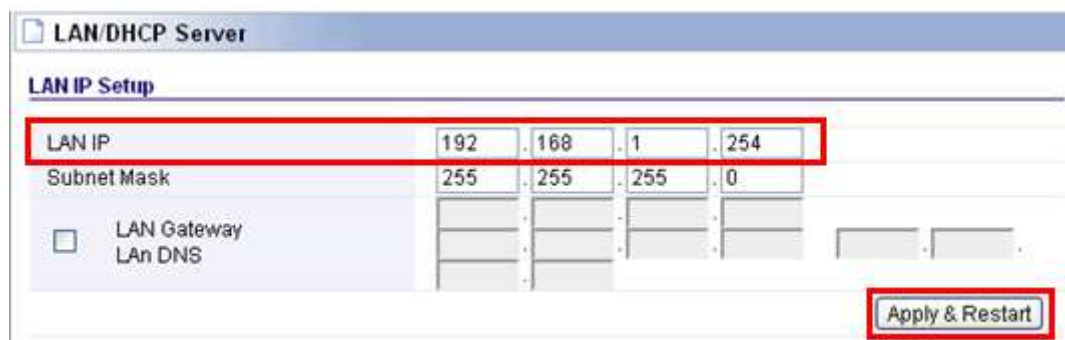 LAN/DHCP Server
LAN IP Setup
LAN IP 192 . 168 . 1 . 254
Subnet Mask 255 . 255 . 255 . 0
LAN Gateway
LAn DNS
Apply & Restart